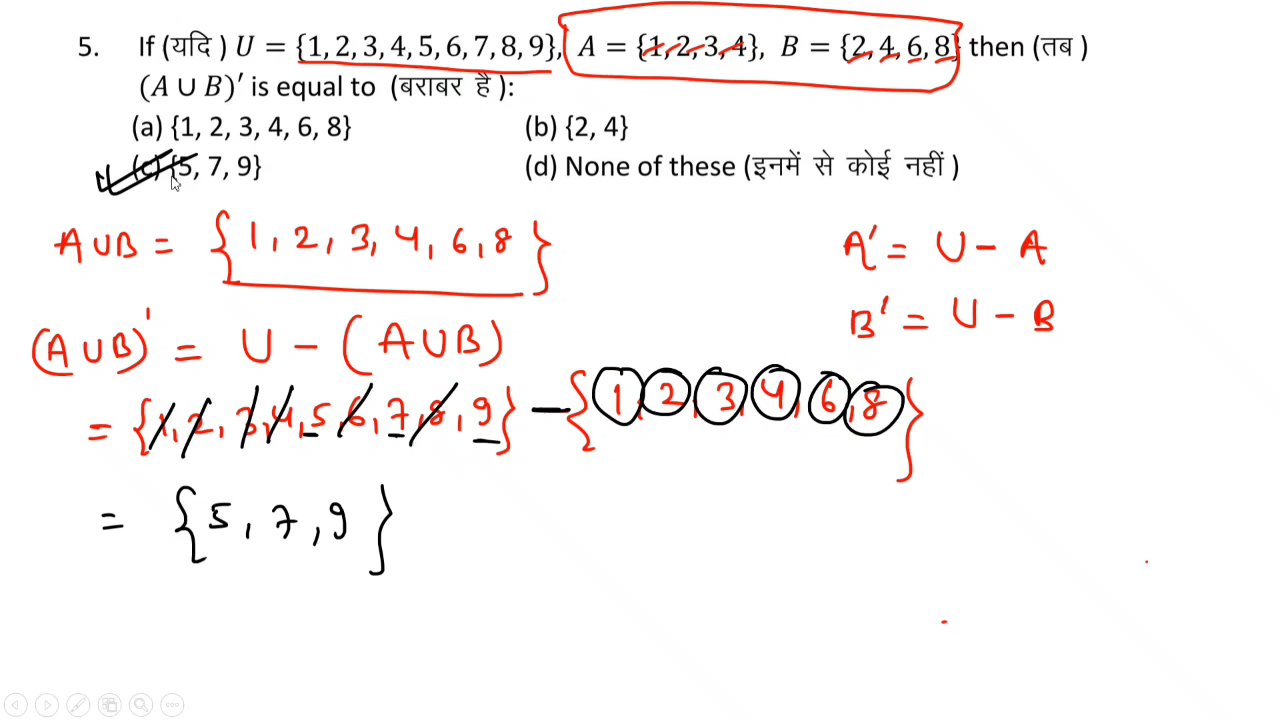 5. If (यदि ) U = {1, 2, 3, 4, 5, 6, 7, 8, 9}, A = {1, 2, 3, 4}, B = {2, 4, 6, 8} then (तब )
(A ∪ B)′ is equal to (बराबर है ):
(a) {1, 2, 3, 4, 6, 8} (b) {2, 4}
(c) {5, 7, 9} (d) None of these (इनमें से कोई नहीं )
A∪B = {1, 2, 3, 4, 6, 8}
A' = U - A
B' = U - B
(A∪B)' = U - (A∪B)
= {1, 2, 3, 4, 5, 6, 7, 8, 9} - {1, 2, 3, 4, 6, 8}
= {5, 7, 9}